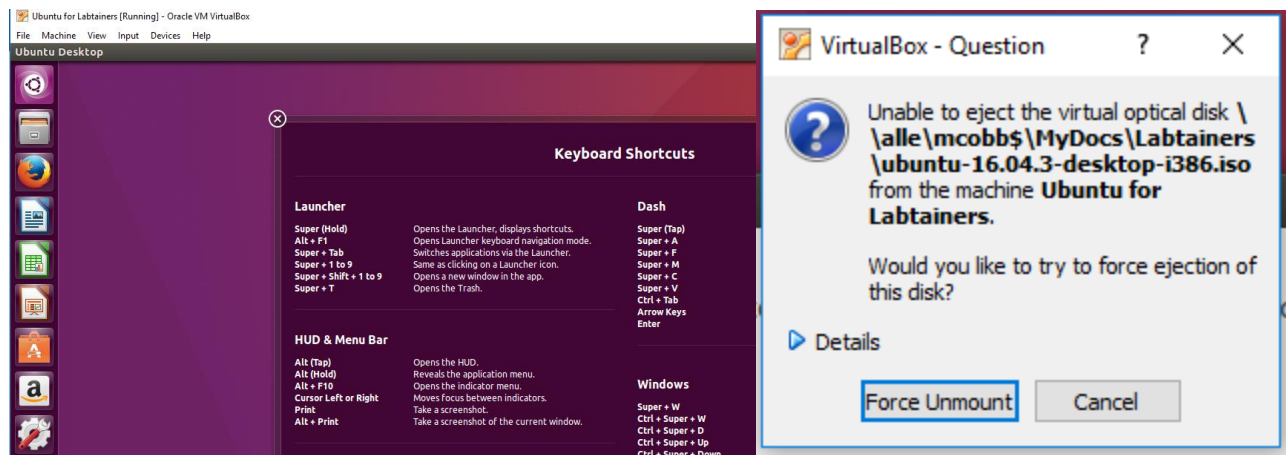 Ubuntu for Labtainers [Running] - Oracle VM VirtualBox
File Machine View Input Devices Help
Ubuntu Desktop
Keyboard Shortcuts
Launcher
Super (Hold) Opens the Launcher, displays shortcuts.
Alt + F1 Opens Launcher keyboard navigation mode.
Super + Tab Switches applications via the Launcher.
Super + 1 to 9 Same as clicking on a Launcher icon.
Super + Shift + 1 to 9 Opens a new window in the app.
Super + T Opens the Trash.
HUD & Menu Bar
Alt (Tap) Opens the HUD.
Alt (Hold) Reveals the application menu.
Alt + F10 Opens the indicator menu.
Cursor Left or Right Moves focus between indicators.
Print Take a screenshot.
Alt + Print Take a screenshot of the current window.
Dash
Super (Tap)
Super + A
Super + F
Super + M
Super + C
Super + V
Ctrl + Tab
Arrow Keys
Enter
Windows
Super + W
Ctrl + Super + W
Ctrl + Super + D
Ctrl + Super + Up
Ctrl + Super + Down
VirtualBox - Question
Unable to eject the virtual optical disk \
\alle\mcobb$\MyDocs\Labtainers
\ubuntu-16.04.3-desktop-i386.iso
from the machine Ubuntu for
Labtainers.
Would you like to try to force ejection of
this disk?
Details
Force Unmount Cancel